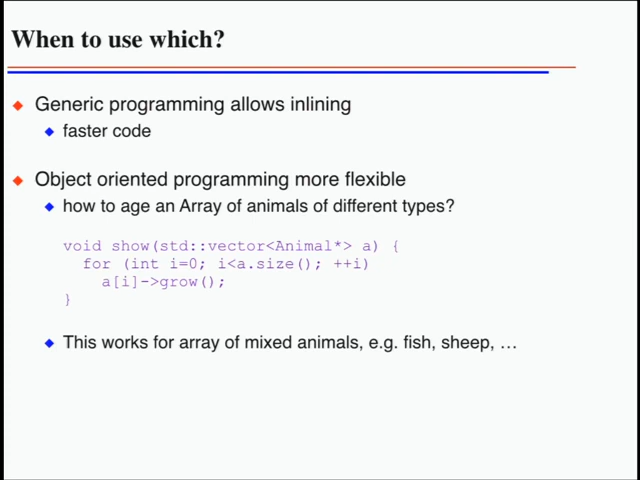 When to use which?
Generic programming allows inlining
faster code
Object oriented programming more flexible
how to age an Array of animals of different types?
void show(std::vector<Animal*> a) {
for (int i=0; i<a.size(); ++i)
a[i]->grow();
}
This works for array of mixed animals, e.g. fish, sheep, …